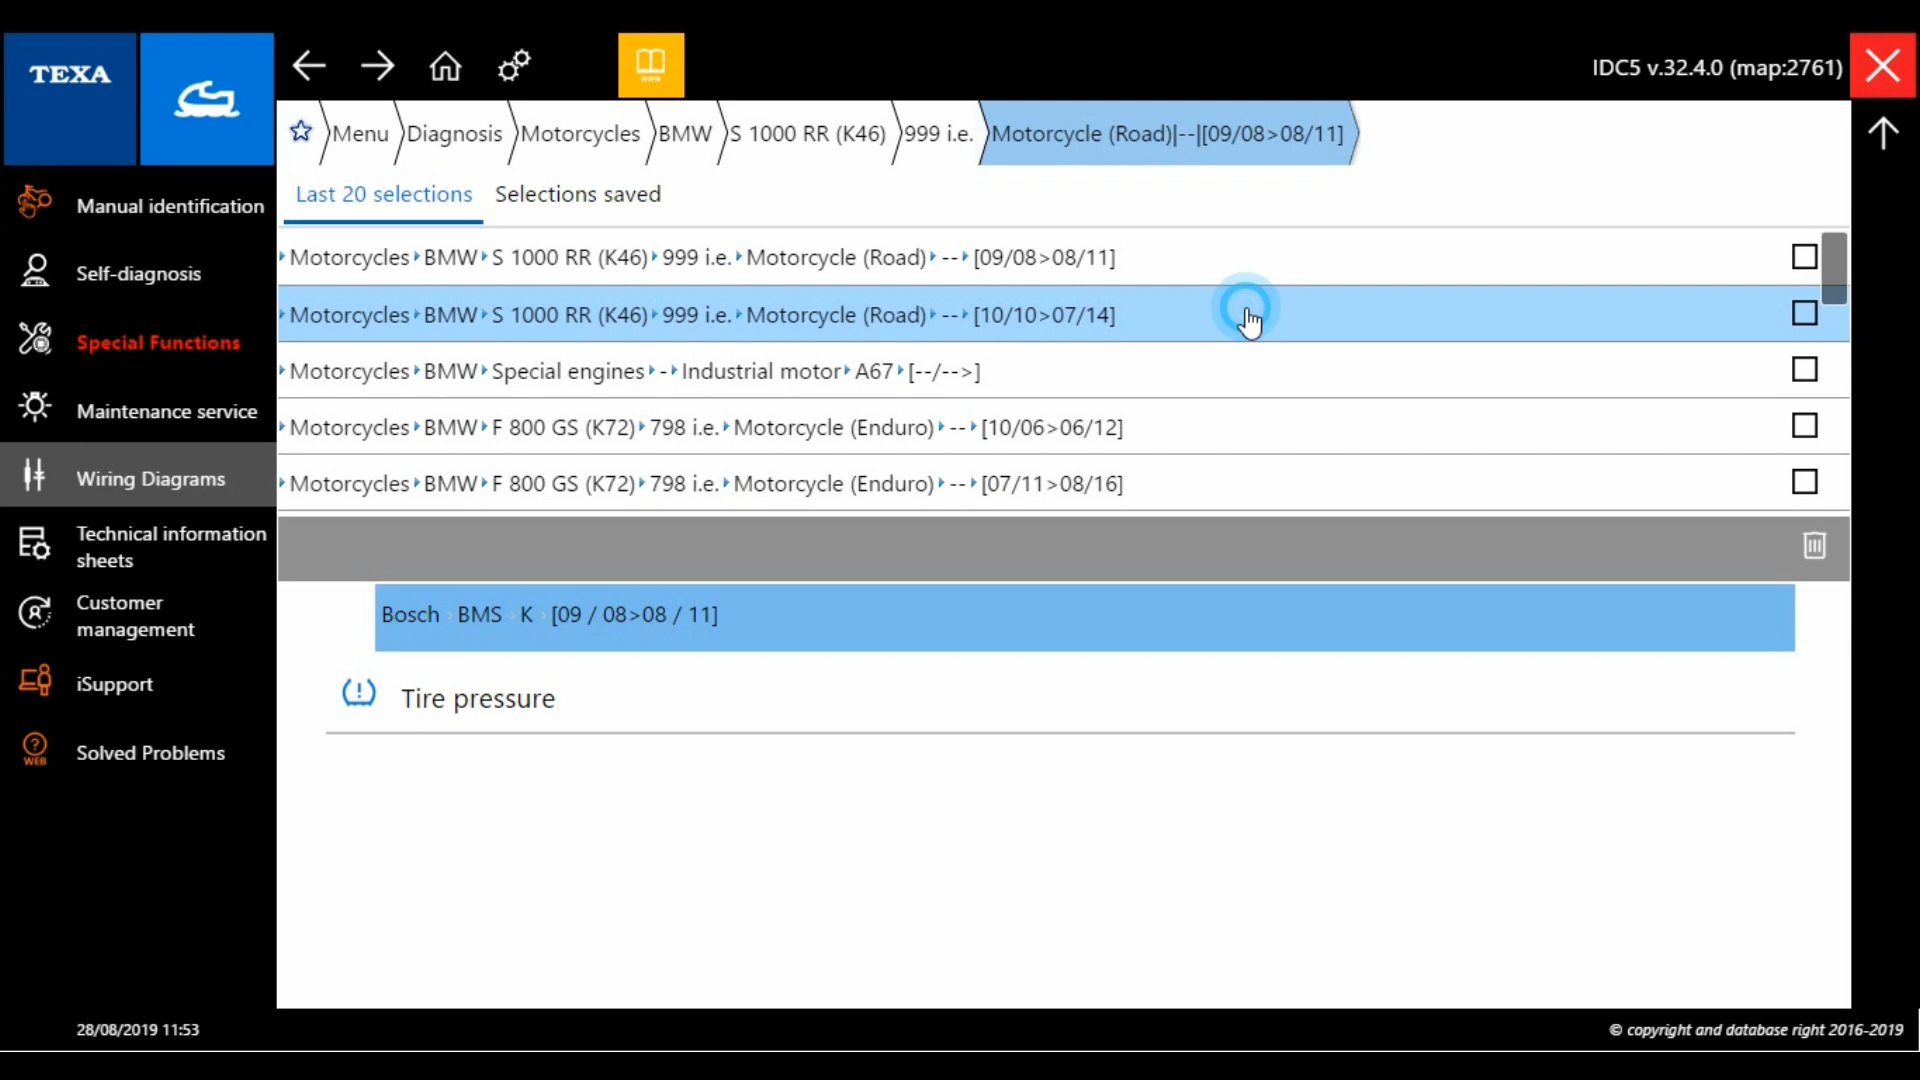 TEXA
IDC5 v.32.4.0 (map:2761)
Menu Diagnosis Motorcycles BMW S 1000 RR (K46) 999 i.e. Motorcycle (Road)|--|[09/08>08/11]
Last 20 selections Selections saved
Manual identification
Self-diagnosis
Special Functions
Maintenance service
Wiring Diagrams
Technical information
sheets
Customer
management
iSupport
WEB
Solved Problems
Motorcycles BMW S 1000 RR (K46) 999 i.e. Motorcycle (Road) -- [09/08>08/11]
Motorcycles BMW S 1000 RR (K46) 999 i.e. Motorcycle (Road) -- [10/10>07/14]
Motorcycles BMW Special engines - Industrial motor A67 [--/-->]
Motorcycles BMW F 800 GS (K72) 798 i.e. Motorcycle (Enduro) -- [10/06>06/12]
Motorcycles BMW F 800 GS (K72) 798 i.e. Motorcycle (Enduro) -- [07/11>08/16]
Bosch BMS K [09 / 08>08 / 11]
Tire pressure
28/08/2019 11:53
© copyright and database right 2016-2019